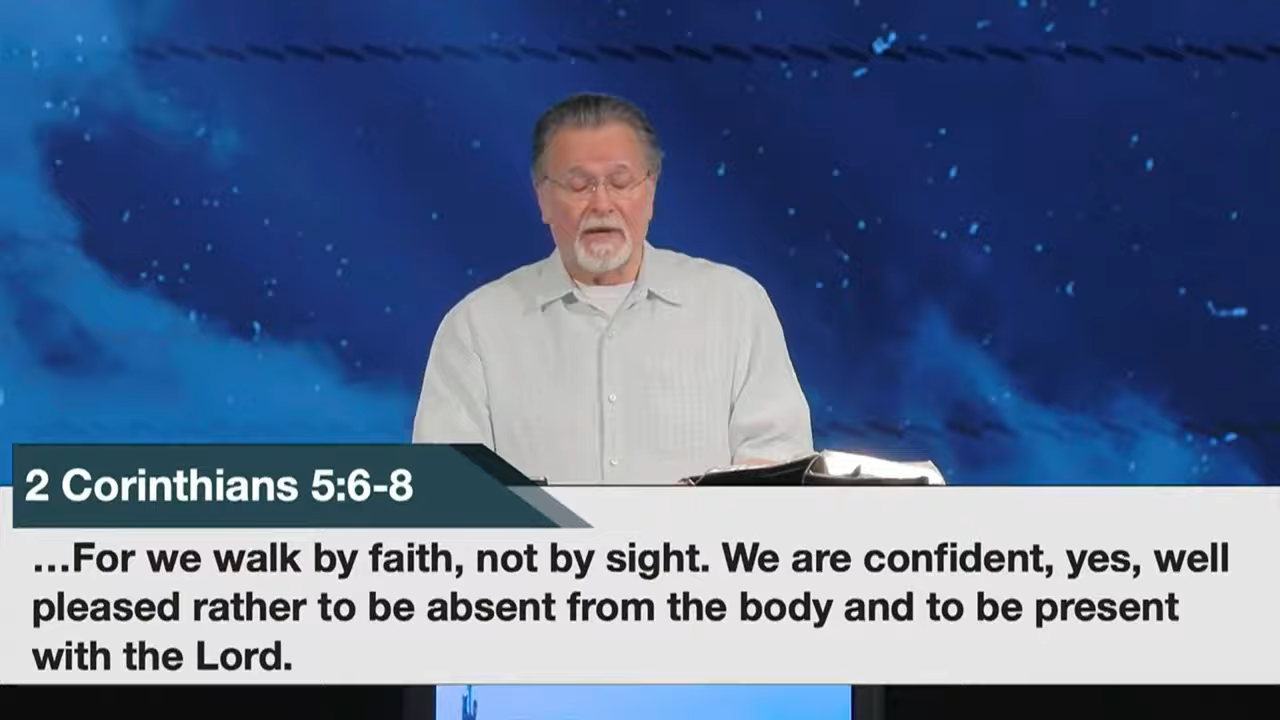 2 Corinthians 5:6-8
...For we walk by faith, not by sight. We are confident, yes, well
pleased rather to be absent from the body and to be present
with the Lord.